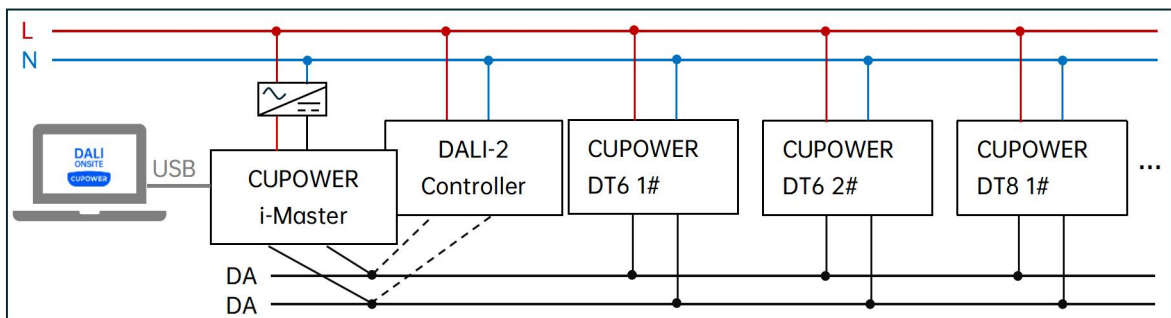 L
N
DALI
ONSITE
CUPOWER
USB
CUPOWER
i-Master
DALI-2
Controller
CUPOWER
DT6 1#
CUPOWER
DT6 2#
CUPOWER
DT8 1#
...
DA
DA